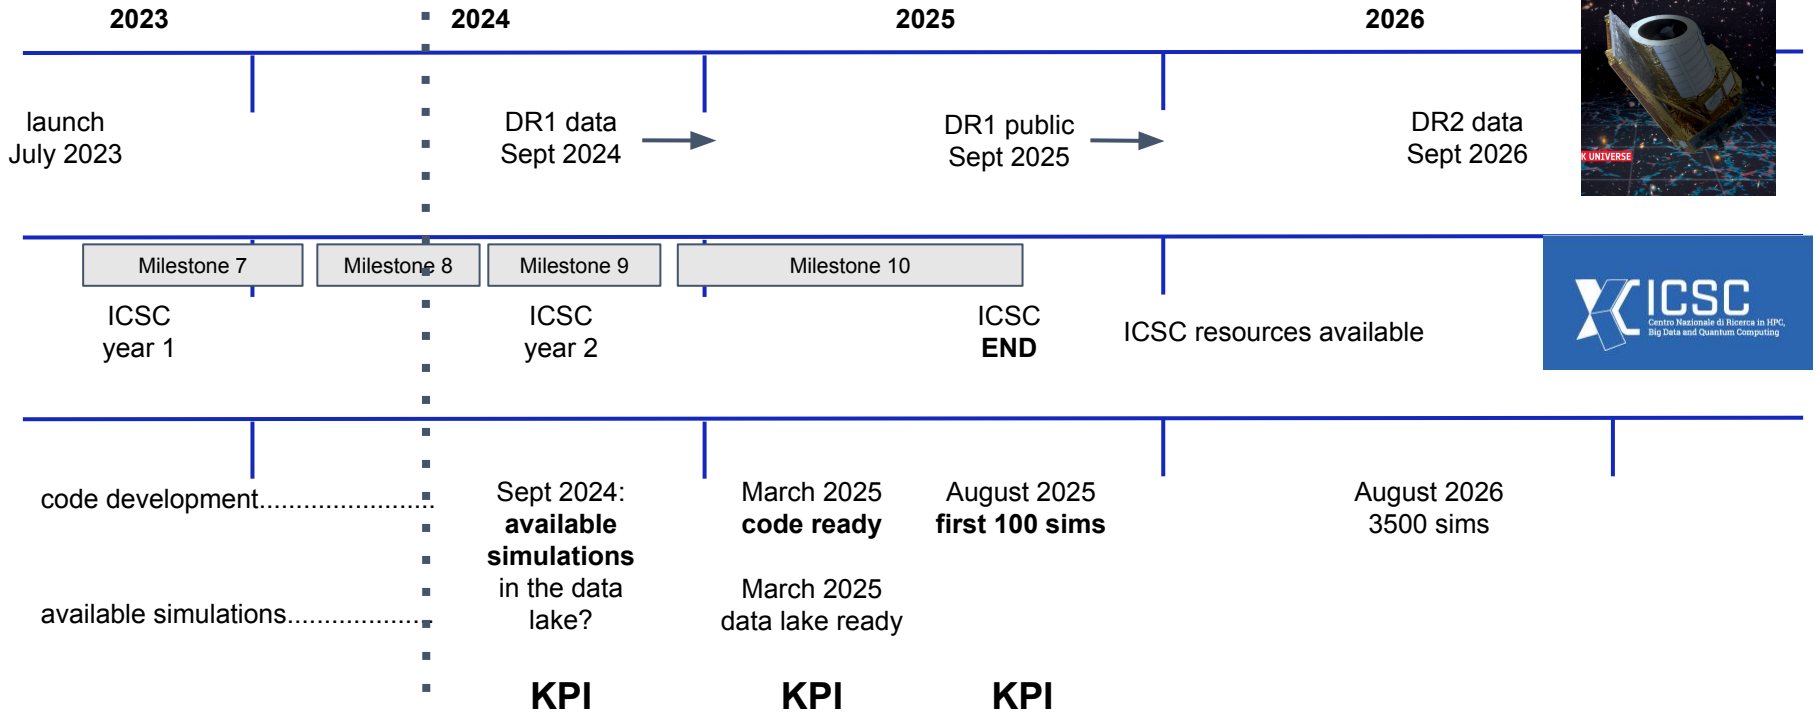 2023
2024
2025
2026
launch
July 2023
DR1 data
Sept 2024
DR1 public
Sept 2025
DR2 data
Sept 2026
K UNIVERSE
Milestone 7
Milestone 8
Milestone 9
Milestone 10
ICSC
year 1
ICSC
year 2
ICSC
END
ICSC resources available
ICSC
Centro Nazionale di Ricerca in HPC,
Big Data and Quantum Computing
code development........................
available simulations....................
Sept 2024:
available
simulations
in the data
lake?
March 2025
code ready
March 2025
data lake ready
August 2025
first 100 sims
August 2026
3500 sims
KPI
KPI
KPI